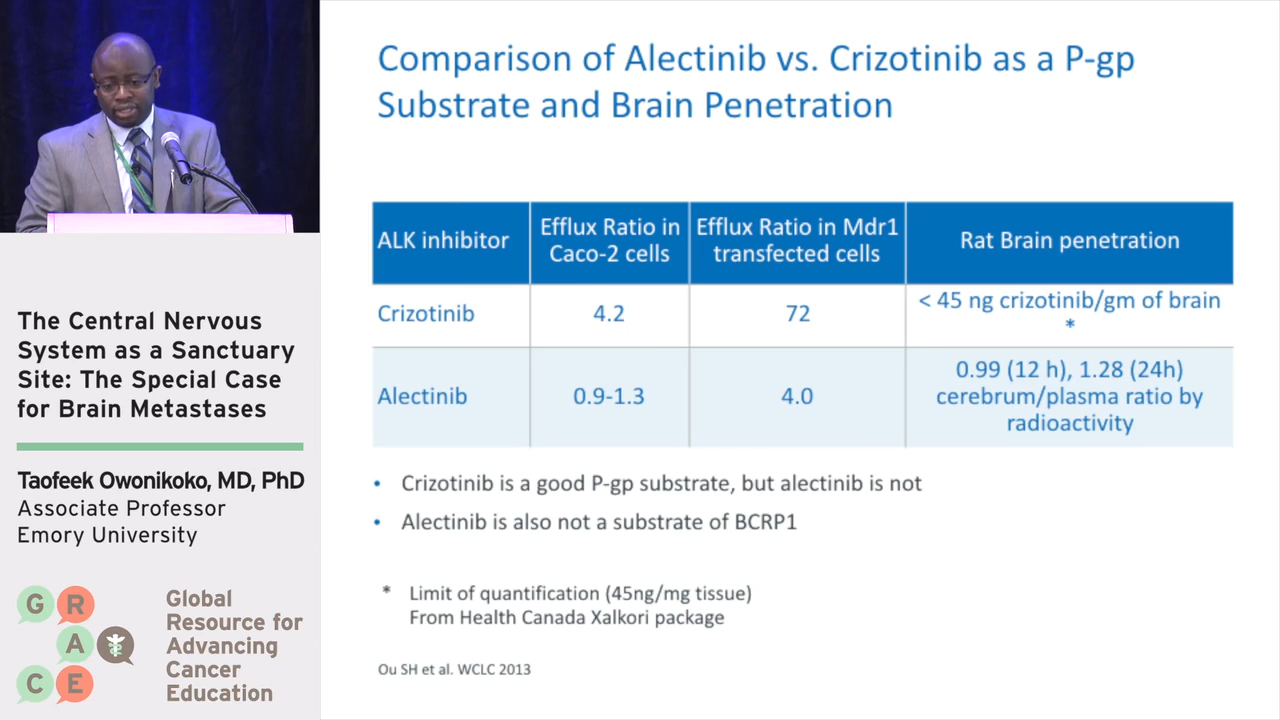 Comparison of Alectinib vs. Crizotinib as a P-gp
Substrate and Brain Penetration
ALK inhibitor
Efflux Ratio in
Caco-2 cells
Efflux Ratio in Mdr1
transfected cells
Rat Brain penetration
Crizotinib
4.2
72
< 45 ng crizotinib/gm of brain
*
Alectinib
0.9-1.3
4.0
0.99 (12 h), 1.28 (24h)
cerebrum/plasma ratio by
radioactivity
• Crizotinib is a good P-gp substrate, but alectinib is not
• Alectinib is also not a substrate of BCRP1
* Limit of quantification (45ng/mg tissue)
From Health Canada Xalkori package
Ou SH et al. WCLC 2013
The Central Nervous
System as a Sanctuary
Site: The Special Case
for Brain Metastases
Taofeek Owonikoko, MD, PhD
Associate Professor
Emory University
G R
A
C E
Global
Resource for
Advancing
Cancer
Education